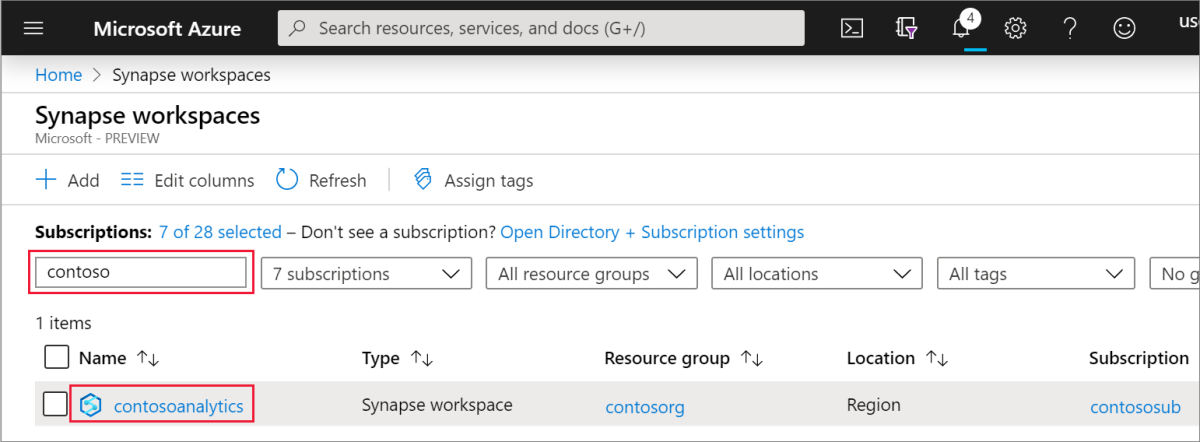 Microsoft Azure Search resources, services, and docs (G+/) 4 us
Home > Synapse workspaces
Synapse workspaces
Microsoft - PREVIEW
Add Edit columns Refresh Assign tags
Subscriptions: 7 of 28 selected – Don't see a subscription? Open Directory + Subscription settings
contoso 7 subscriptions All resource groups All locations All tags No g
1 items
Name ↑↓ Type ↑↓ Resource group ↑↓ Location ↑↓ Subscription
contosoanalytics Synapse workspace contosorg Region contososub